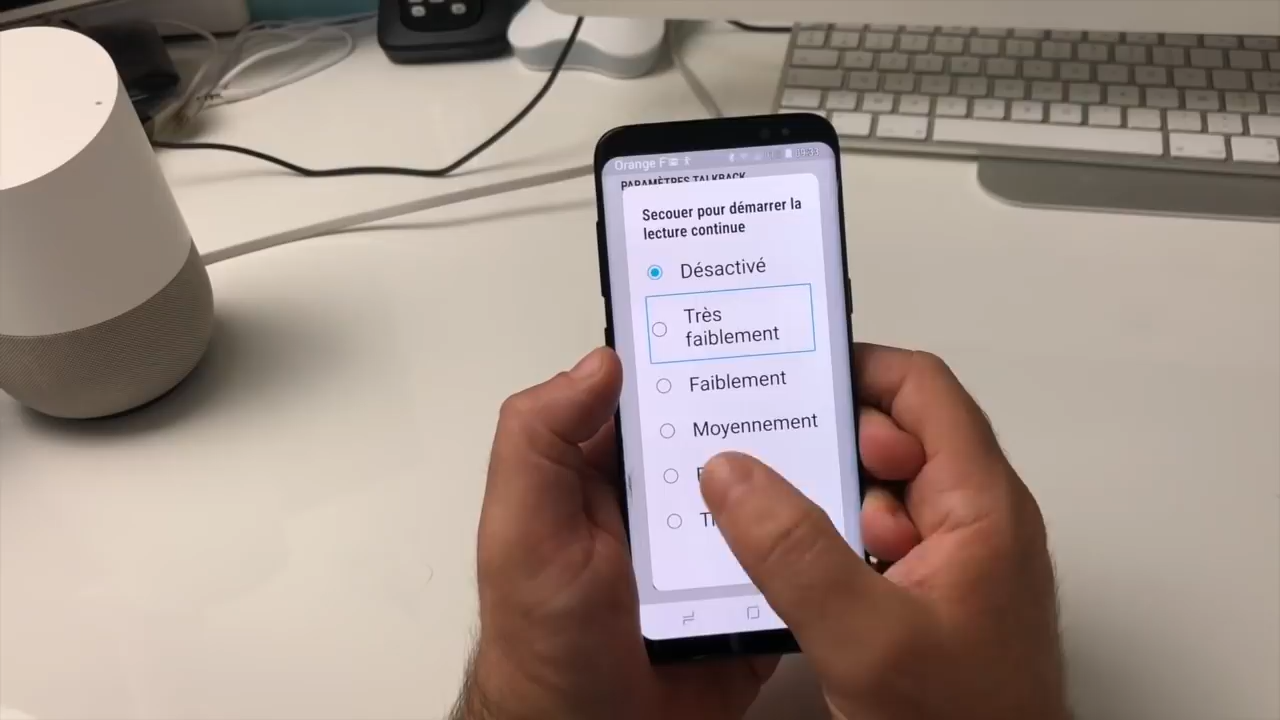 Orange F
PARAMÈTRES TALKBACK
Secouer pour démarrer la
lecture continue
Désactivé
Très
faiblement
Faiblement
Moyennement